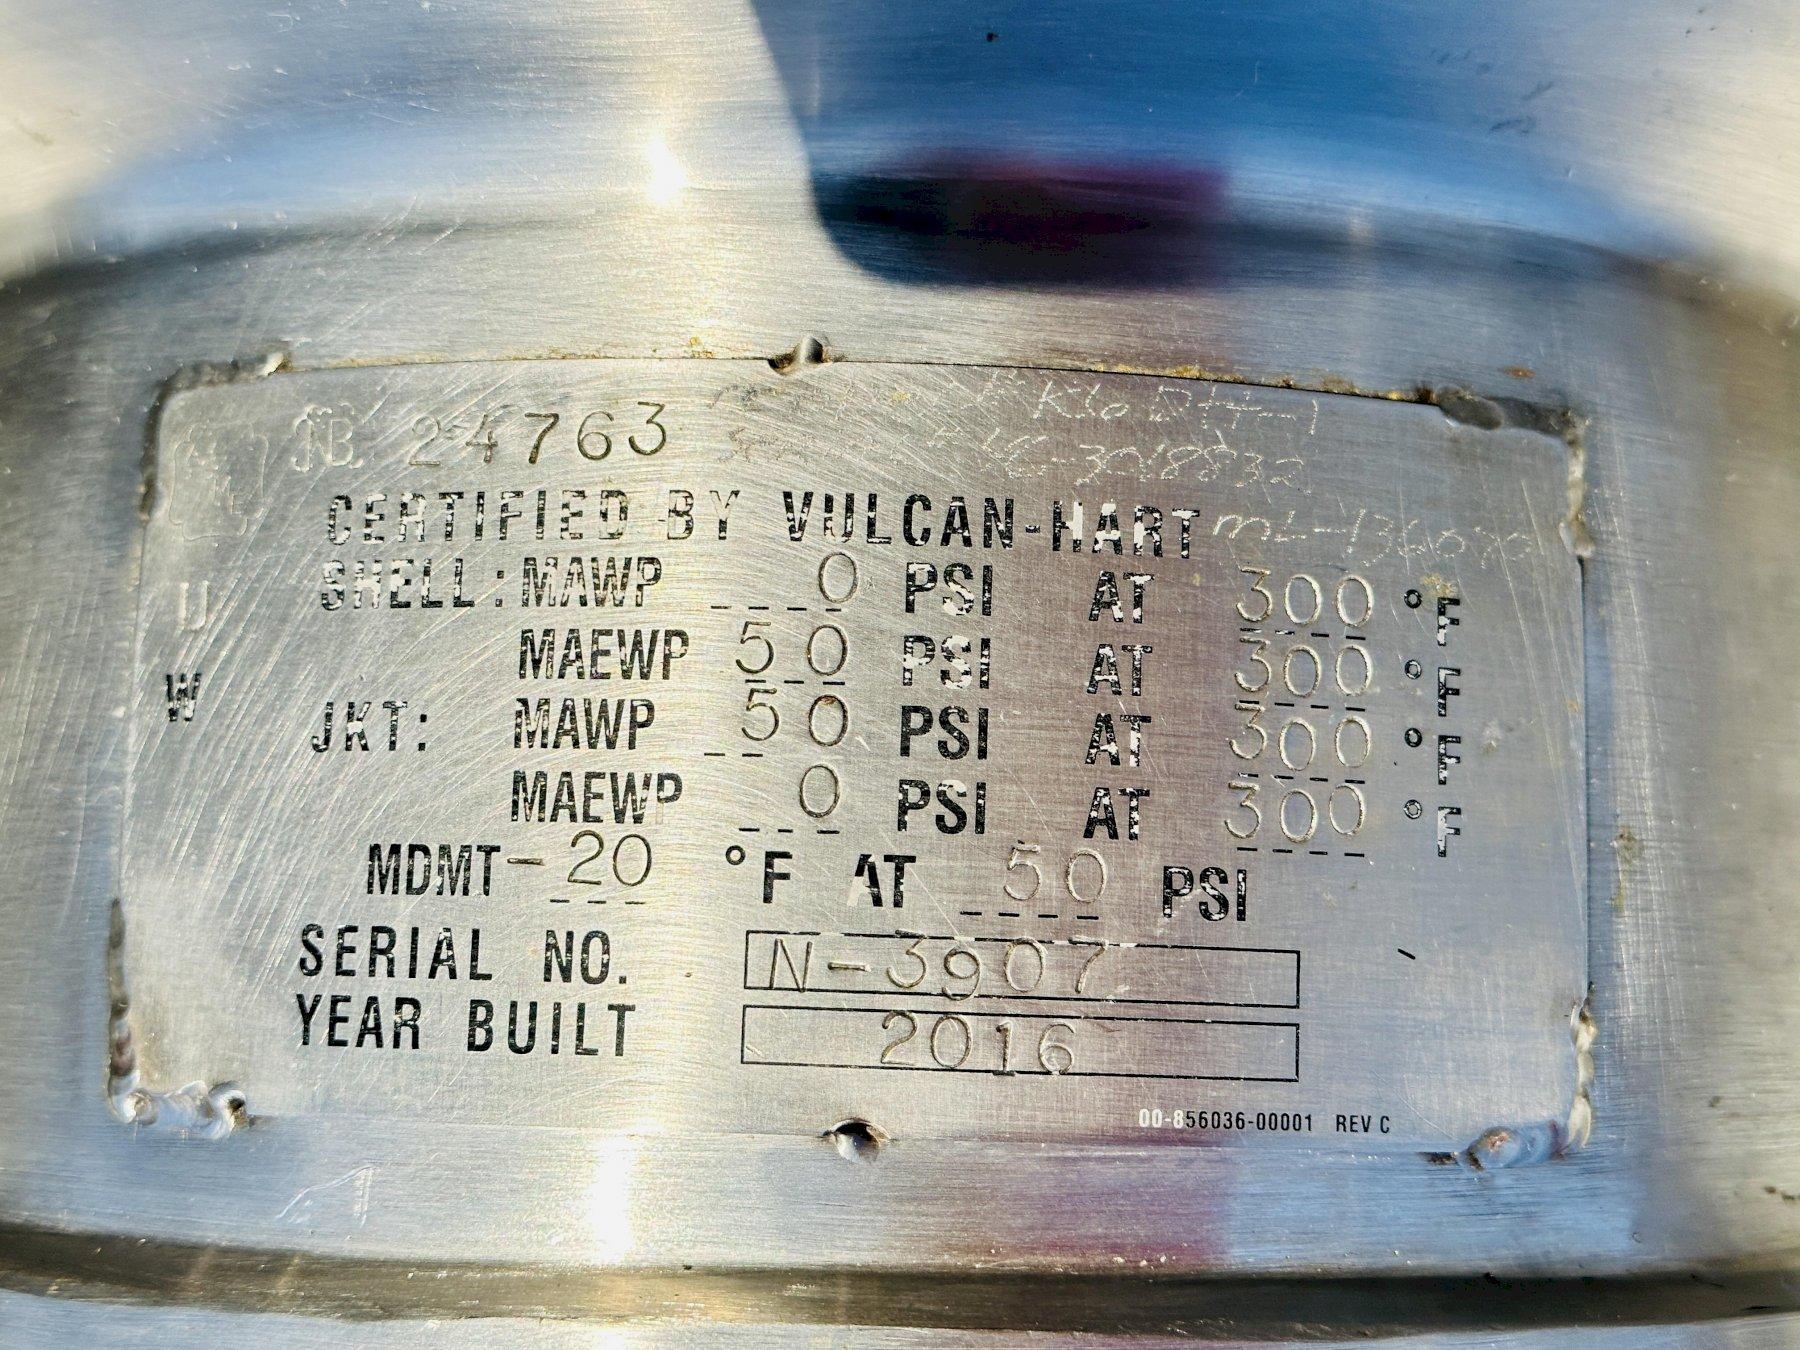 NB 24763
CERTIFIED BY VULCAN-HART
SHELL: MAWP 0 PSI AT 300 °F
U
MAEWP 50 PSI AT 300 °F
W
JKT: MAWP 50 PSI AT 300 °F
MAEWP 0 PSI AT 300 °F
MDMT -20 °F AT 50 PSI
SERIAL NO. N-3907
YEAR BUILT 2016
00-856036-00001 REV C